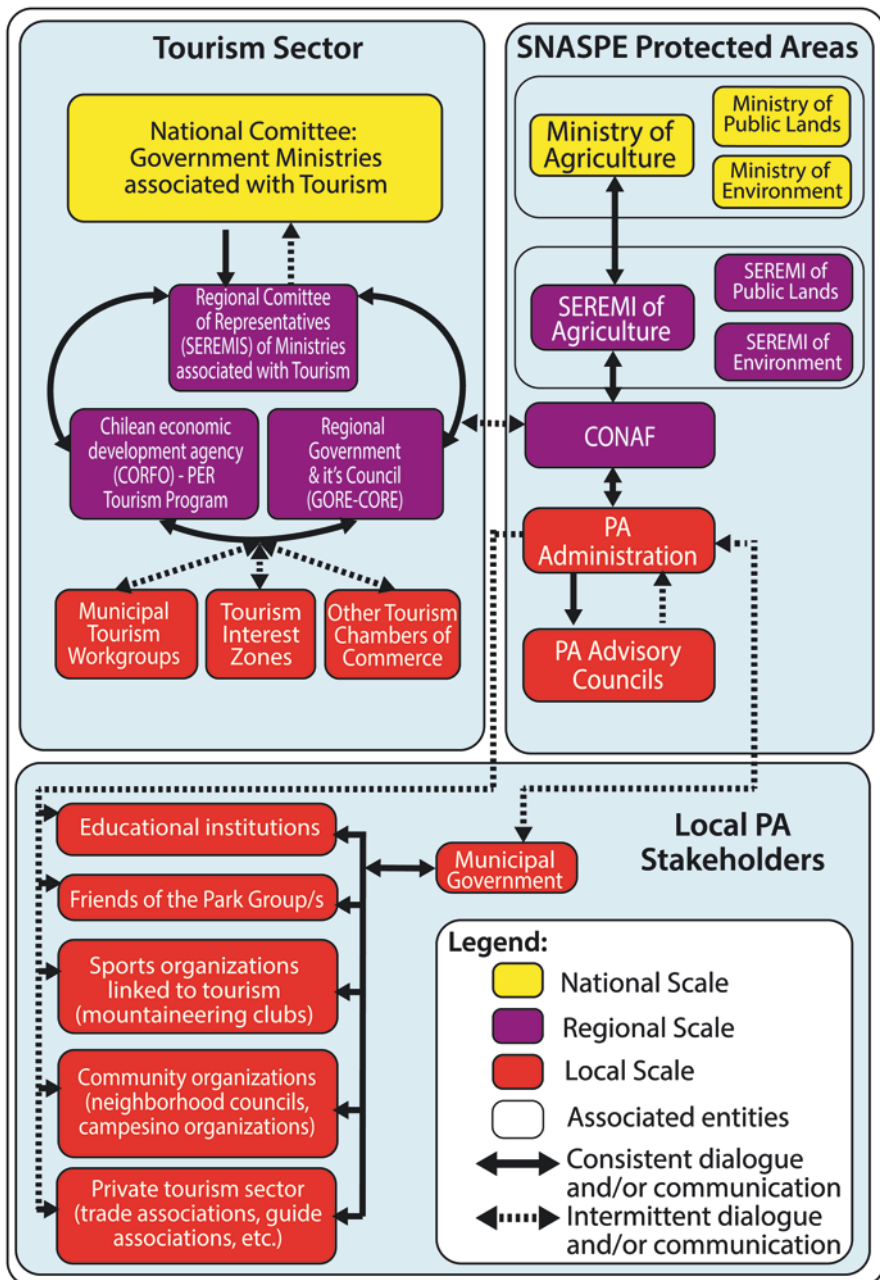 Tourism Sector
National Comittee:
Government Ministries
associated with Tourism
Regional Comittee
of Representatives
(SEREMIS) of Ministries
associated with Tourism
Chilean economic
development agency
(CORFO) - PER
Tourism Program
Regional
Government
& it's Council
(GORE-CORE)
Municipal
Tourism
Workgroups
Tourism
Interest
Zones
Other Tourism
Chambers of
Commerce
SNASPE Protected Areas
Ministry of
Agriculture
Ministry of
Public Lands
Ministry of
Environment
SEREMI of
Agriculture
SEREMI of
Public Lands
SEREMI of
Environment
CONAF
PA
Administration
PA Advisory
Councils
Local PA
Stakeholders
Educational institutions
Friends of the Park Group/s
Sports organizations
linked to tourism
(mountaineering clubs)
Community organizations
(neighborhood councils,
campesino organizations)
Private tourism sector
(trade associations, guide
associations, etc.)
Municipal
Government
Legend:
National Scale
Regional Scale
Local Scale
Associated entities
Consistent dialogue
and/or communication
Intermittent dialogue
and/or communication